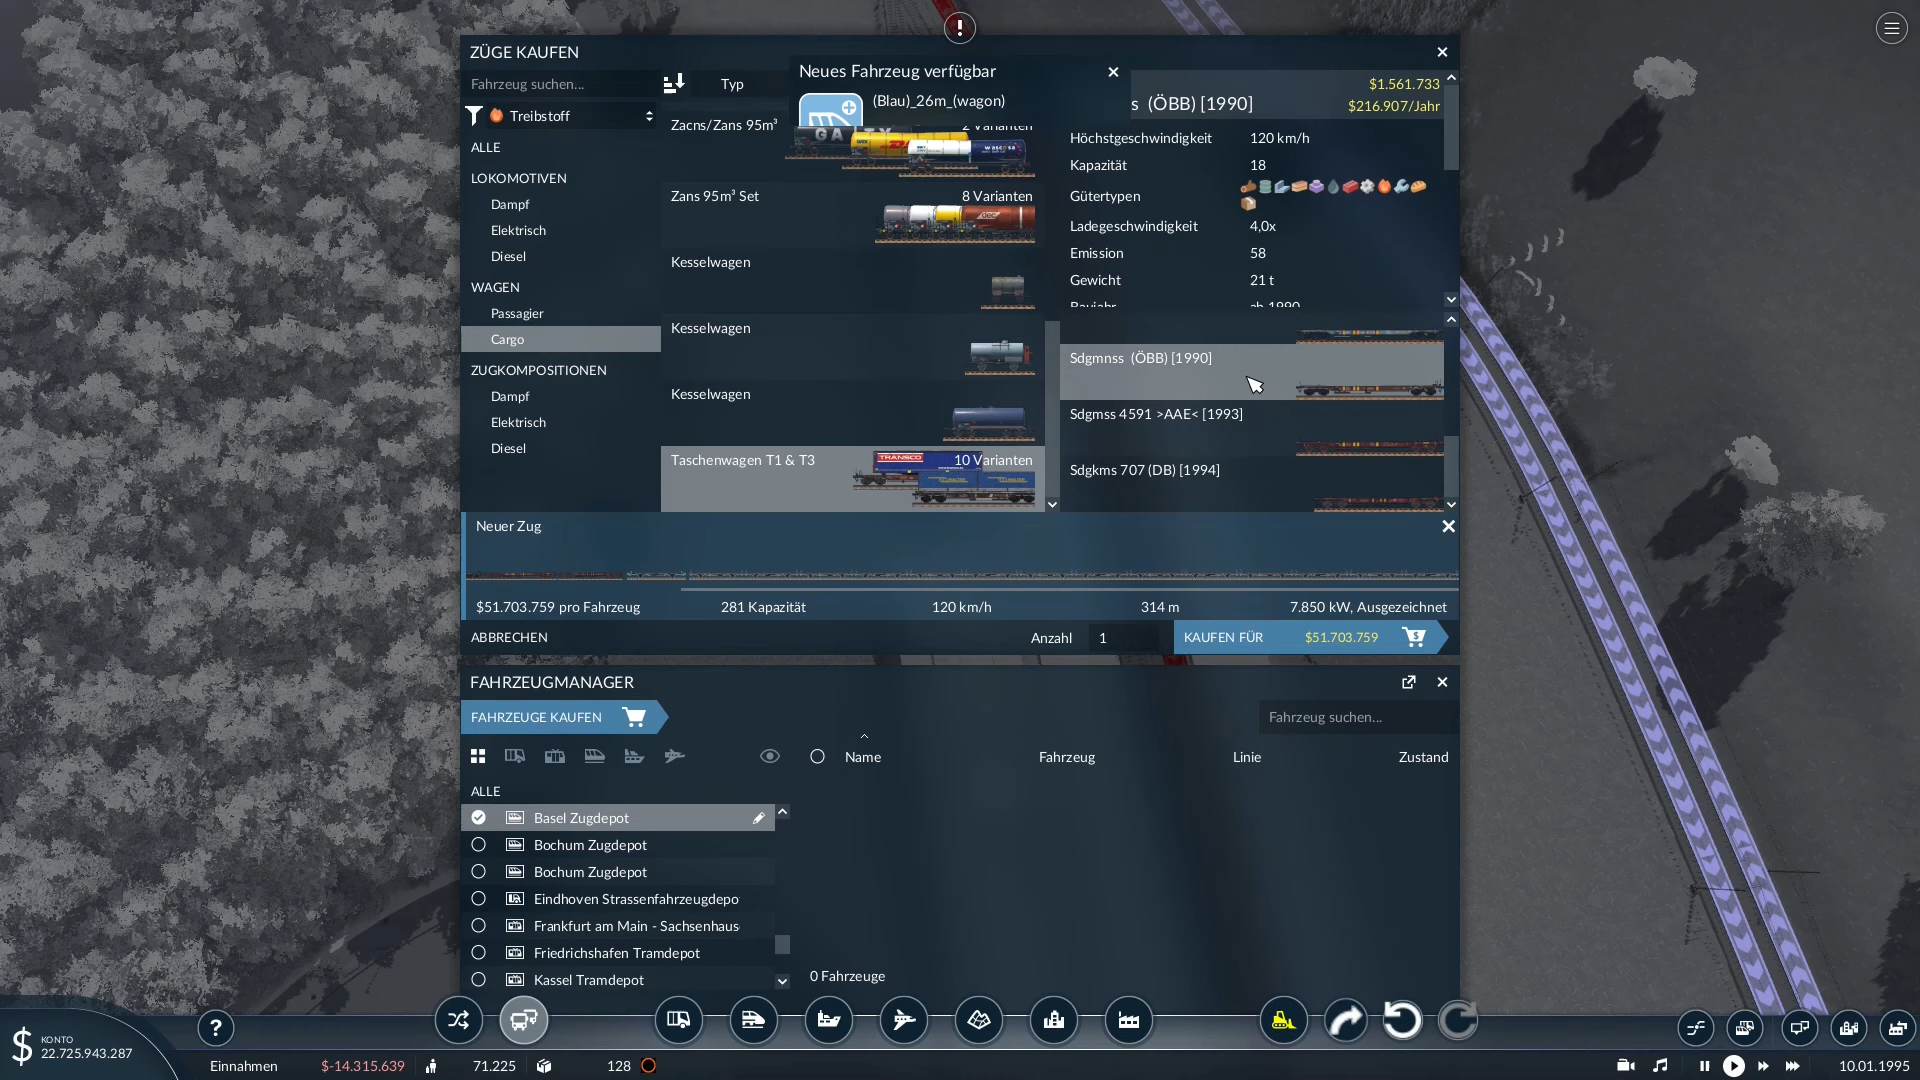 ZÜGE KAUFEN
Fahrzeug suchen...
Typ
Treibstoff
ALLE
LOKOMOTIVEN
Dampf
Elektrisch
Diesel
WAGEN
Passagier
Cargo
ZUGKOMPOSITIONEN
Dampf
Elektrisch
Diesel
Neues Fahrzeug verfügbar
(Blau)_26m_(wagon)
Zacns/Zans 95m³
2 Varianten
Zans 95m³ Set
8 Varianten
Kesselwagen
Kesselwagen
Kesselwagen
Taschenwagen T1 & T3
TRANSCO
10 Varianten
s (ÖBB) [1990]
$1.561.733
$216.907/Jahr
Höchstgeschwindigkeit 120 km/h
Kapazität 18
Gütertypen
Ladegeschwindigkeit 4,0x
Emission 58
Gewicht 21 t
Baujahr ab 1990
Sdgmnss (ÖBB) [1990]
Sdgmss 4591 >AAE< [1993]
Sdgkms 707 (DB) [1994]
Neuer Zug
$51.703.759 pro Fahrzeug 281 Kapazität 120 km/h 314 m 7.850 kW, Ausgezeichnet
ABBRECHEN Anzahl 1 KAUFEN FÜR $51.703.759
FAHRZEUGMANAGER
FAHRZEUGE KAUFEN
Fahrzeug suchen...
Name Fahrzeug Linie Zustand
ALLE
Basel Zugdepot
Bochum Zugdepot
Bochum Zugdepot
Eindhoven Strassenfahrzeugdepo
Frankfurt am Main - Sachsenhaus
Friedrichshafen Tramdepot
Kassel Tramdepot
0 Fahrzeuge
KONTO
22.725.943.287
Einnahmen $-14.315.639 71.225 128
10.01.1995